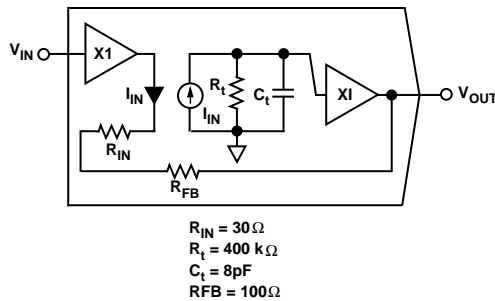 V_IN
X1
I_IN
R_IN
R_FB
I_IN
R_t
C_t
XI
V_OUT
R_IN = 30Ω
R_t = 400 kΩ
C_t = 8pF
RFB = 100Ω